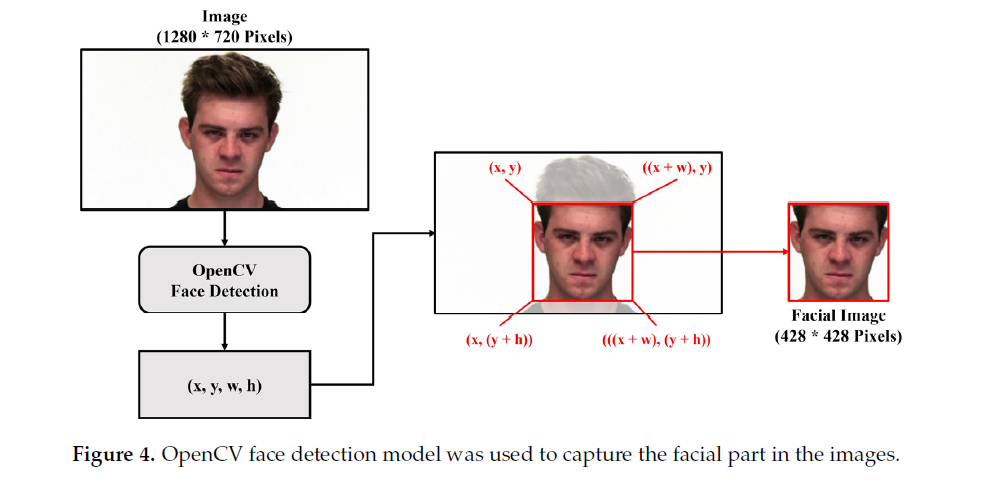 Image
(1280 * 720 Pixels)
OpenCV
Face Detection
(x, y, w, h)
(x, y)
((x + w), y)
(x, (y + h))
(((x + w), (y + h))
Facial Image
(428 * 428 Pixels)
Figure 4. OpenCV face detection model was used to capture the facial part in the images.